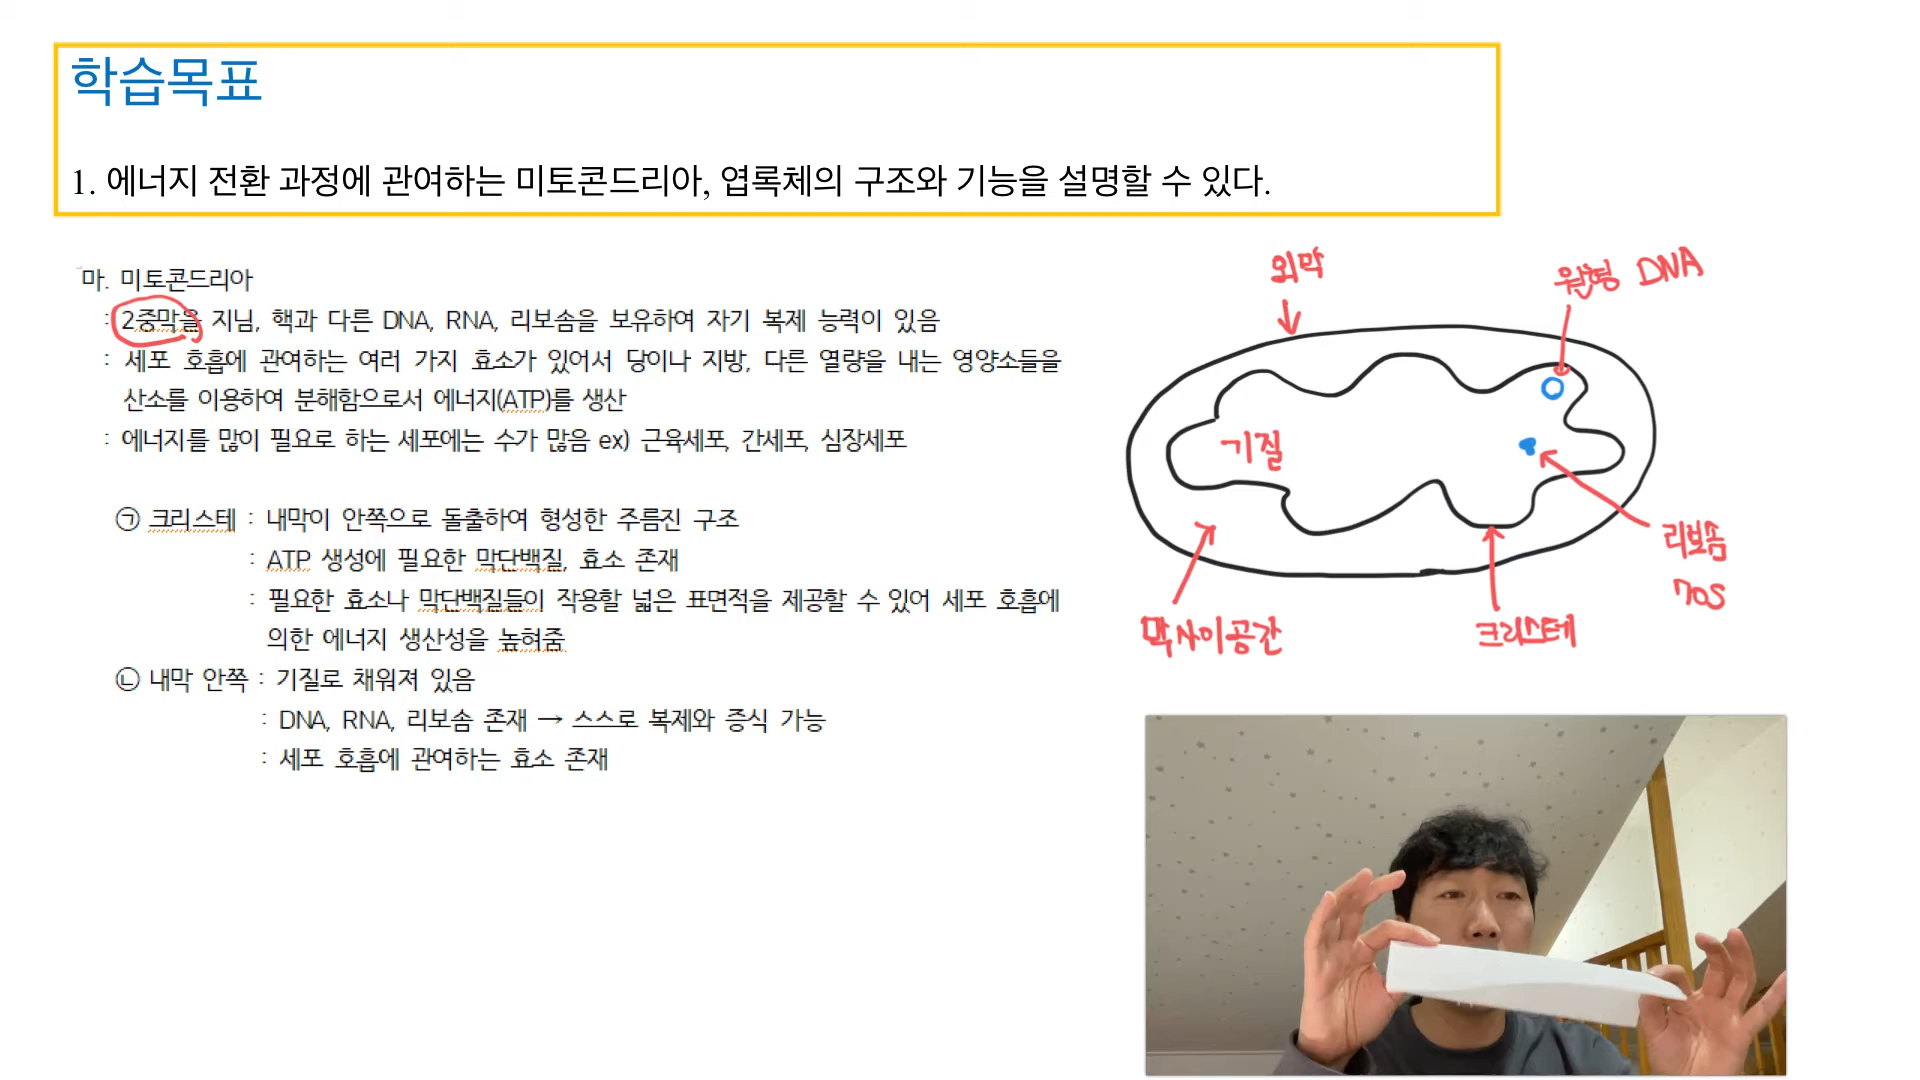 학습목표
1. 에너지 전환 과정에 관여하는 미토콘드리아, 엽록체의 구조와 기능을 설명할 수 있다.
마. 미토콘드리아
: 2중막을 지님, 핵과 다른 DNA, RNA, 리보솜을 보유하여 자기 복제 능력이 있음
: 세포 호흡에 관여하는 여러 가지 효소가 있어서 당이나 지방, 다른 열량을 내는 영양소들을
산소를 이용하여 분해함으로서 에너지(ATP)를 생산
: 에너지를 많이 필요로 하는 세포에는 수가 많음 ex) 근육세포, 간세포, 심장세포
㉠ 크리스테 : 내막이 안쪽으로 돌출하여 형성한 주름진 구조
: ATP 생성에 필요한 막단백질, 효소 존재
: 필요한 효소나 막단백질들이 작용할 넓은 표면적을 제공할 수 있어 세포 호흡에
의한 에너지 생산성을 높혀줌
㉡ 내막 안쪽 : 기질로 채워져 있음
: DNA, RNA, 리보솜 존재 → 스스로 복제와 증식 가능
: 세포 호흡에 관여하는 효소 존재
외막
원형 DNA
기질
리보솜
70S
막사이공간
크리스테